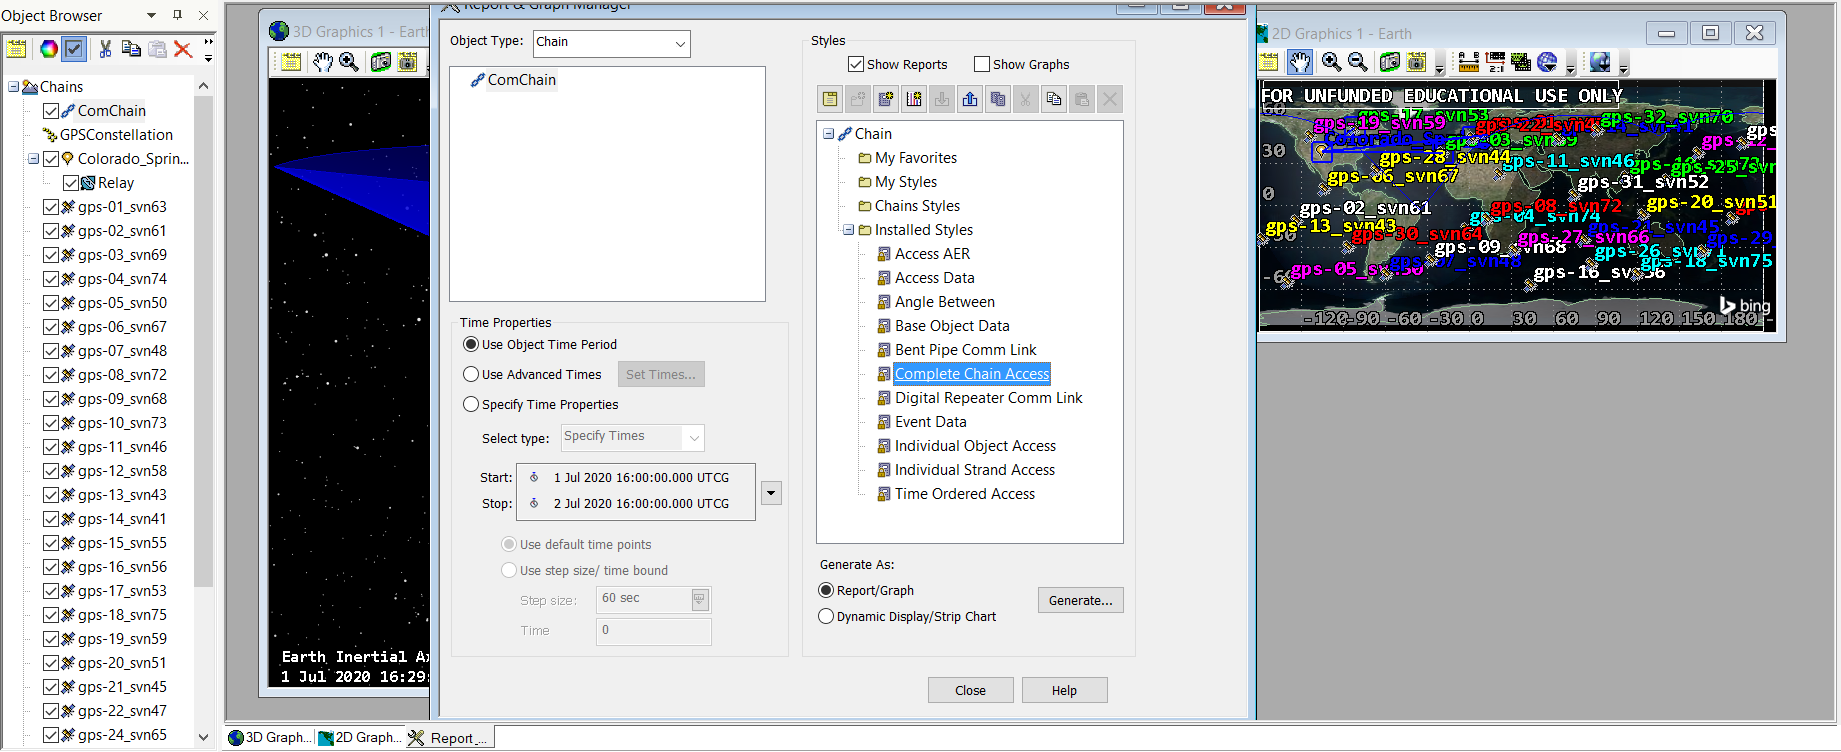 Object Browser
Chains
ComChain
GPSConstellation
Colorado_Sprin...
Relay
gps-01_svn63
gps-02_svn61
gps-03_svn69
gps-04_svn74
gps-05_svn50
gps-06_svn67
gps-07_svn48
gps-08_svn72
gps-09_svn68
gps-10_svn73
gps-11_svn46
gps-12_svn58
gps-13_svn43
gps-14_svn41
gps-15_svn55
gps-16_svn56
gps-17_svn53
gps-18_svn75
gps-19_svn59
gps-20_svn51
gps-21_svn45
gps-22_svn47
gps-24_svn65
3D Graphics 1 - Earth
Earth Inertial Ax
1 Jul 2020 16:29:
Report & Graph Manager
Object Type:
Chain
ComChain
Time Properties
Use Object Time Period
Use Advanced Times
Set Times...
Specify Time Properties
Select type:
Specify Times
Start:
1 Jul 2020 16:00:00.000 UTCG
Stop:
2 Jul 2020 16:00:00.000 UTCG
Use default time points
Use step size/ time bound
Step size:
60 sec
Time
0
Styles
Show Reports
Show Graphs
Chain
My Favorites
My Styles
Chains Styles
Installed Styles
Access AER
Access Data
Angle Between
Base Object Data
Bent Pipe Comm Link
Complete Chain Access
Digital Repeater Comm Link
Event Data
Individual Object Access
Individual Strand Access
Time Ordered Access
Generate As:
Report/Graph
Dynamic Display/Strip Chart
Generate...
Close
Help
2D Graphics 1 - Earth
FOR UNFUNDED EDUCATIONAL USE ONLY
gps-19_svn59
gps-32_svn70
gps-28_svn44
gps-11_svn46
gps-06_svn67
gps-31_svn52
gps-02_svn61
gps-08_svn72
gps-20_svn51
gps-13_svn43
gps-30_svn64
gps-27_svn66
gps-09_svn68
gps-18_svn75
30
0
-120 -90 -60 -30 0 30 60 90 120 150 180 -
bing
3D Graph...
2D Graph...
Report ...